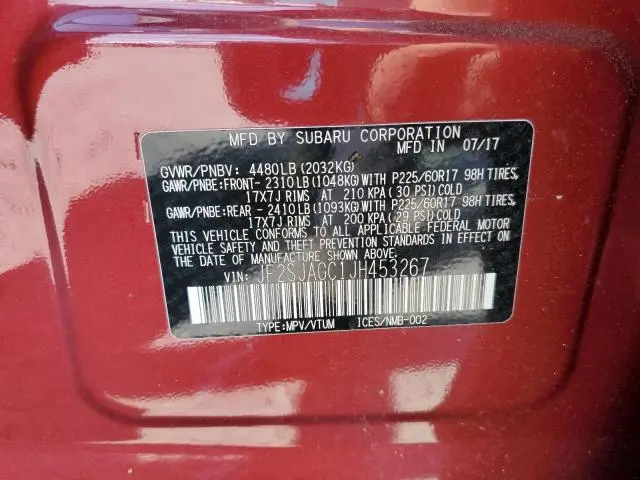 MFD BY SUBARU CORPORATION
MFD IN 07/17
GVWR/PNBV: 4480LB(2032KG)
GAWR/PNBE:FRONT- 2310LB(1048KG)WITH P225/60R17 98H TIRES,
17X7J RIMS AT 210 KPA(30 PSI)COLD
GAWR/PNBE:REAR - 2410LB(1093KG)WITH P225/60R17 98H TIRES,
17X7J RIMS AT 200 KPA(29 PSI)COLD
THIS VEHICLE CONFORMS TO ALL APPLICABLE FEDERAL MOTOR
VEHICLE SAFETY AND THEFT PREVENTION STANDARDS IN EFFECT ON
THE DATE OF MANUFACTURE SHOWN ABOVE.
VIN: JF2SJAGC1JH453267
TYPE:MPV/VTUM ICES/NMB-002